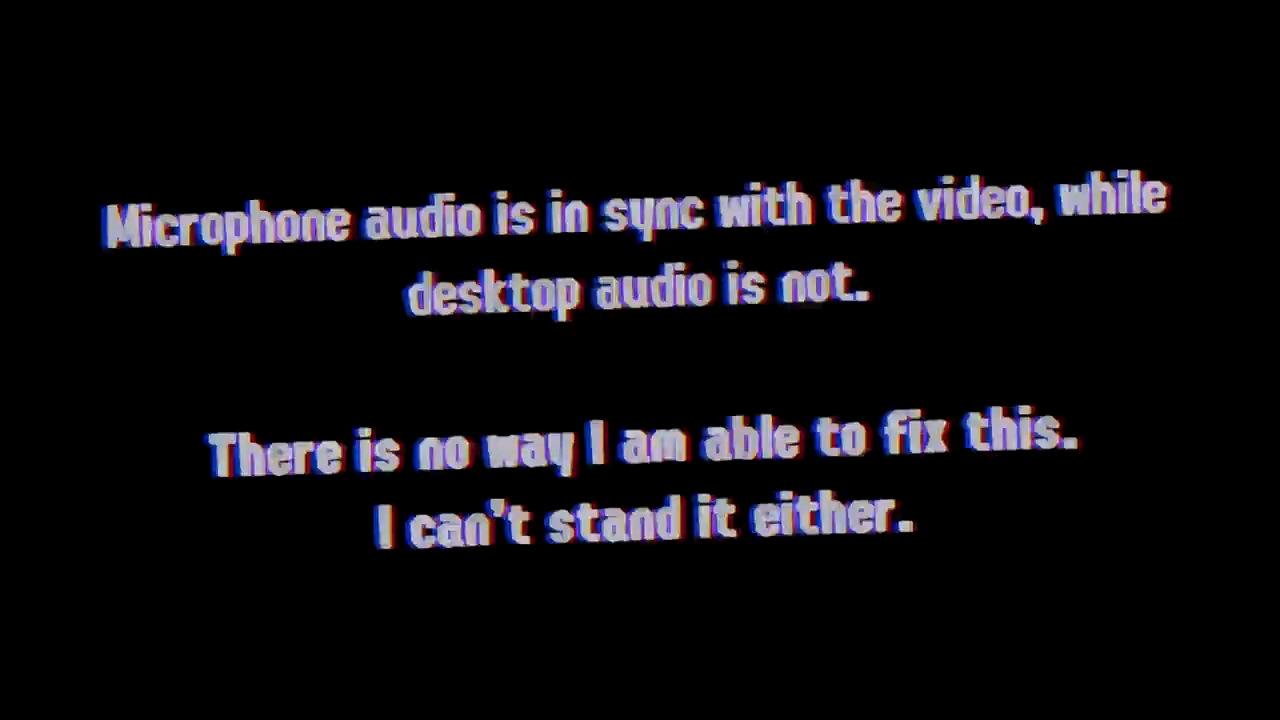 Microphone audio is in sync with the video, while
desktop audio is not.
There is no way I am able to fix this.
I can't stand it either.